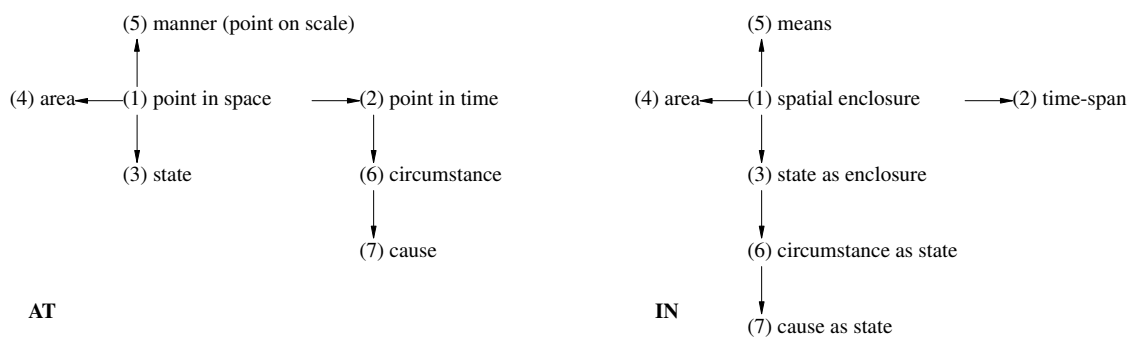 (5) manner (point on scale)
(4) area (1) point in space (2) point in time
(3) state (6) circumstance
(7) cause
AT
(5) means
(4) area (1) spatial enclosure (2) time-span
(3) state as enclosure
(6) circumstance as state
IN
(7) cause as state